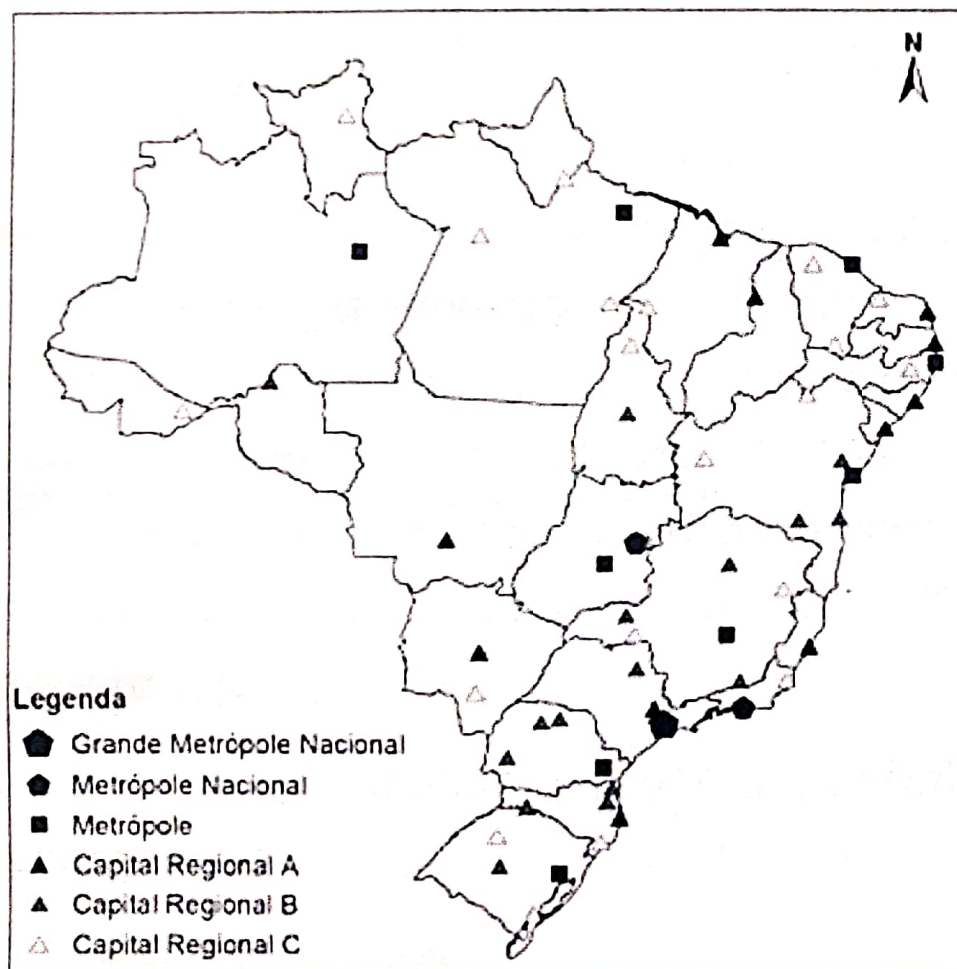 N
Legenda
Grande Metrópole Nacional
Metrópole Nacional
Metrópole
Capital Regional A
Capital Regional B
Capital Regional C